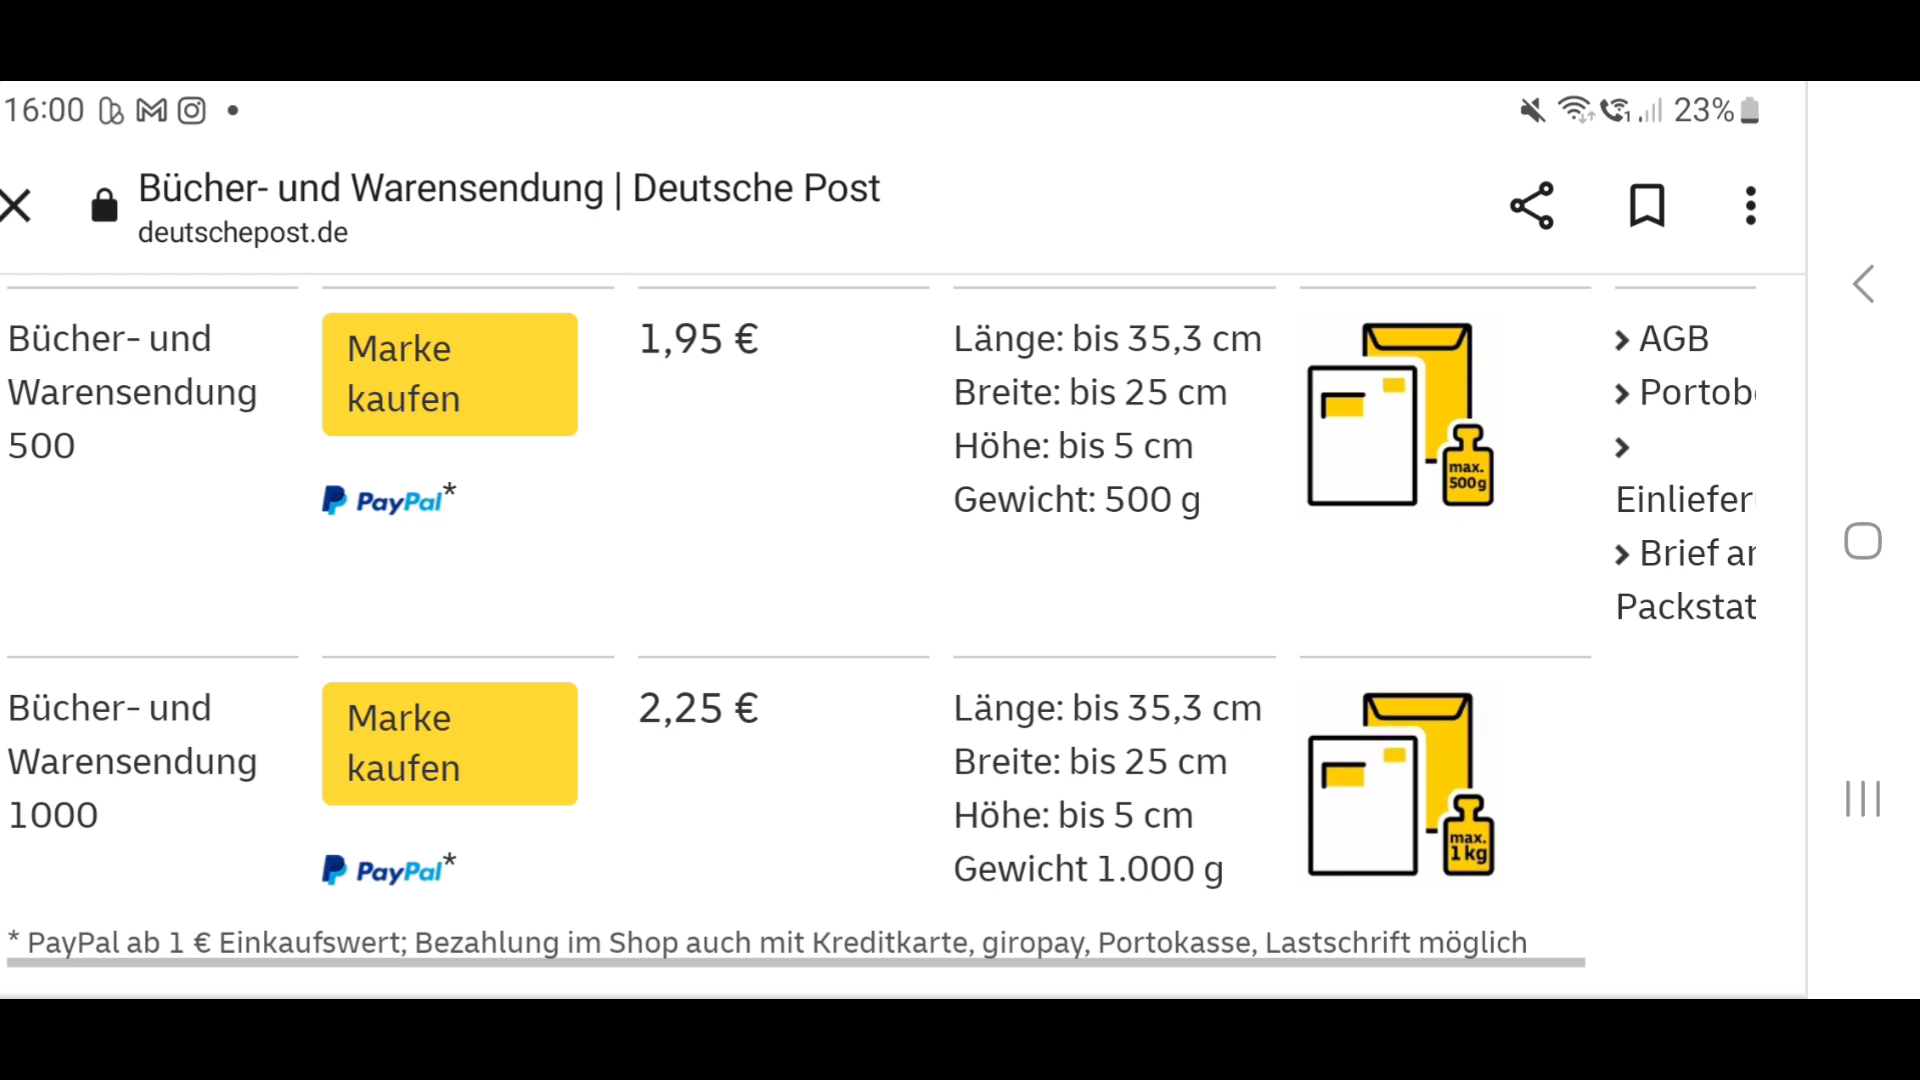 16:00
23%
Bücher- und Warensendung | Deutsche Post
deutschepost.de
Bücher- und
Warensendung
500
Marke
kaufen
PayPal*
1,95 €
Länge: bis 35,3 cm
Breite: bis 25 cm
Höhe: bis 5 cm
Gewicht: 500 g
max.
500g
AGB
Brief
Bücher- und
Warensendung
1000
Marke
kaufen
PayPal*
2,25 €
Länge: bis 35,3 cm
Breite: bis 25 cm
Höhe: bis 5 cm
Gewicht 1.000 g
max.
1 kg
* PayPal ab 1 € Einkaufswert; Bezahlung im Shop auch mit Kreditkarte, giropay, Portokasse, Lastschrift möglich